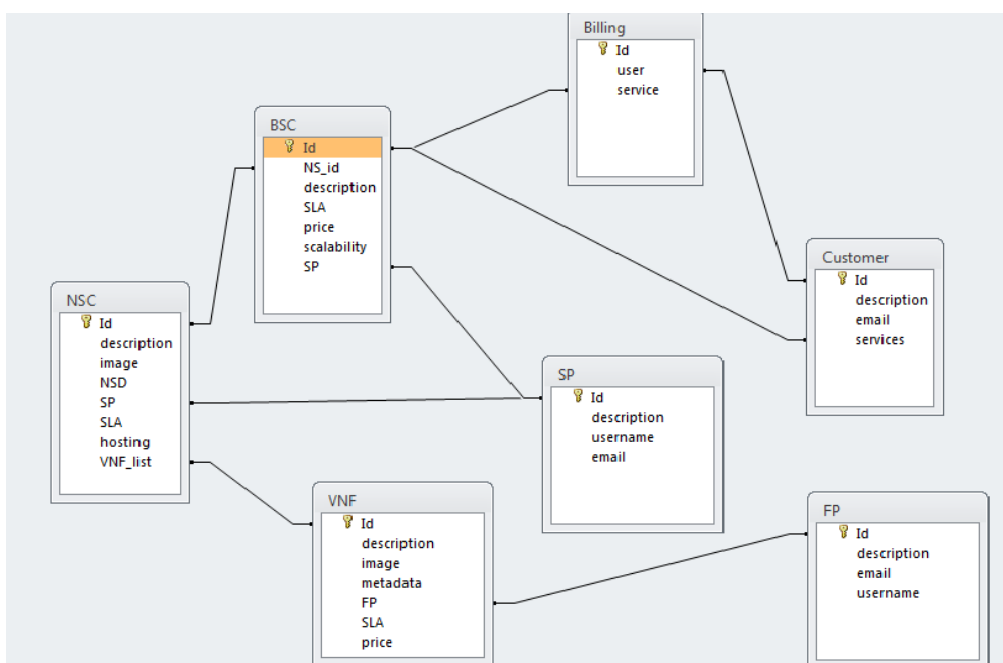 Billing
Id
user
service
BSC
Id
NS_id
description
SLA
price
scalability
SP
Customer
Id
description
email
services
NSC
Id
description
image
NSD
SP
SLA
hosting
VNF_list
SP
Id
description
username
email
VNF
Id
description
image
metadata
FP
SLA
price
FP
Id
description
email
username